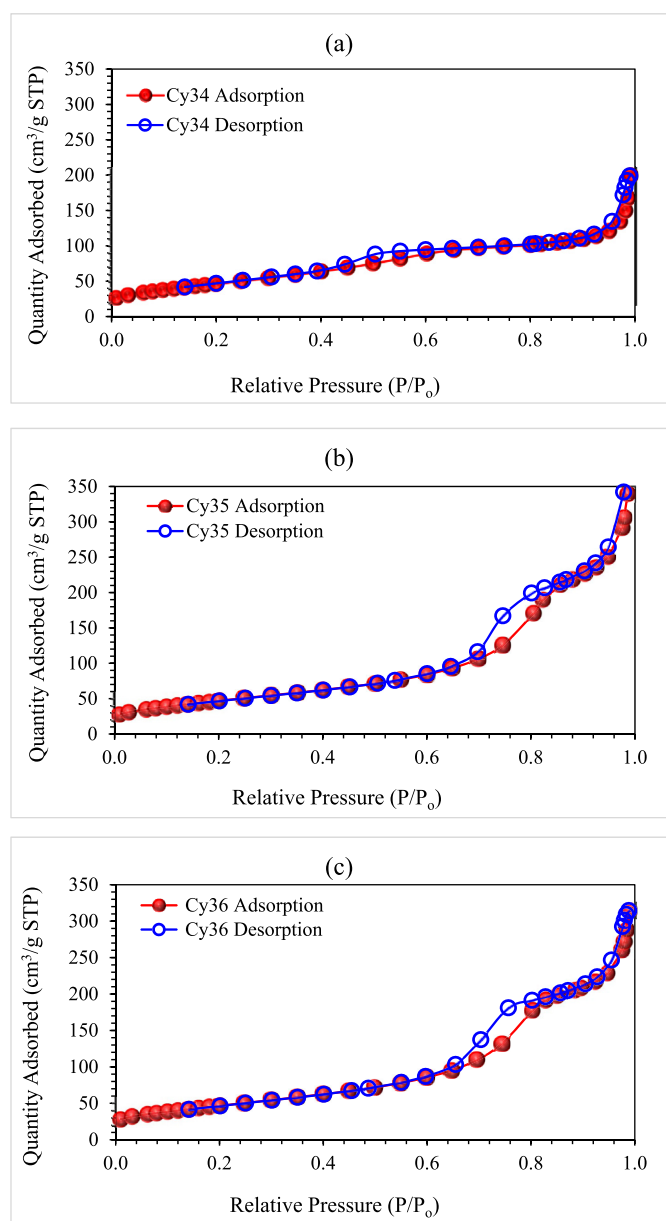 (a)
Quantity Adsorbed (cm³/g STP)
350
300
250
200
150
100
50
0
Cy34 Adsorption
Cy34 Desorption
0.0 0.2 0.4 0.6 0.8 1.0
Relative Pressure (P/Pₒ)
(b)
Quantity Adsorbed (cm³/g STP)
350
300
250
200
150
100
50
0
Cy35 Adsorption
Cy35 Desorption
0.0 0.2 0.4 0.6 0.8 1.0
Relative Pressure (P/Pₒ)
(c)
Quantity Adsorbed (cm³/g STP)
350
300
250
200
150
100
50
0
Cy36 Adsorption
Cy36 Desorption
0.0 0.2 0.4 0.6 0.8 1.0
Relative Pressure (P/Pₒ)